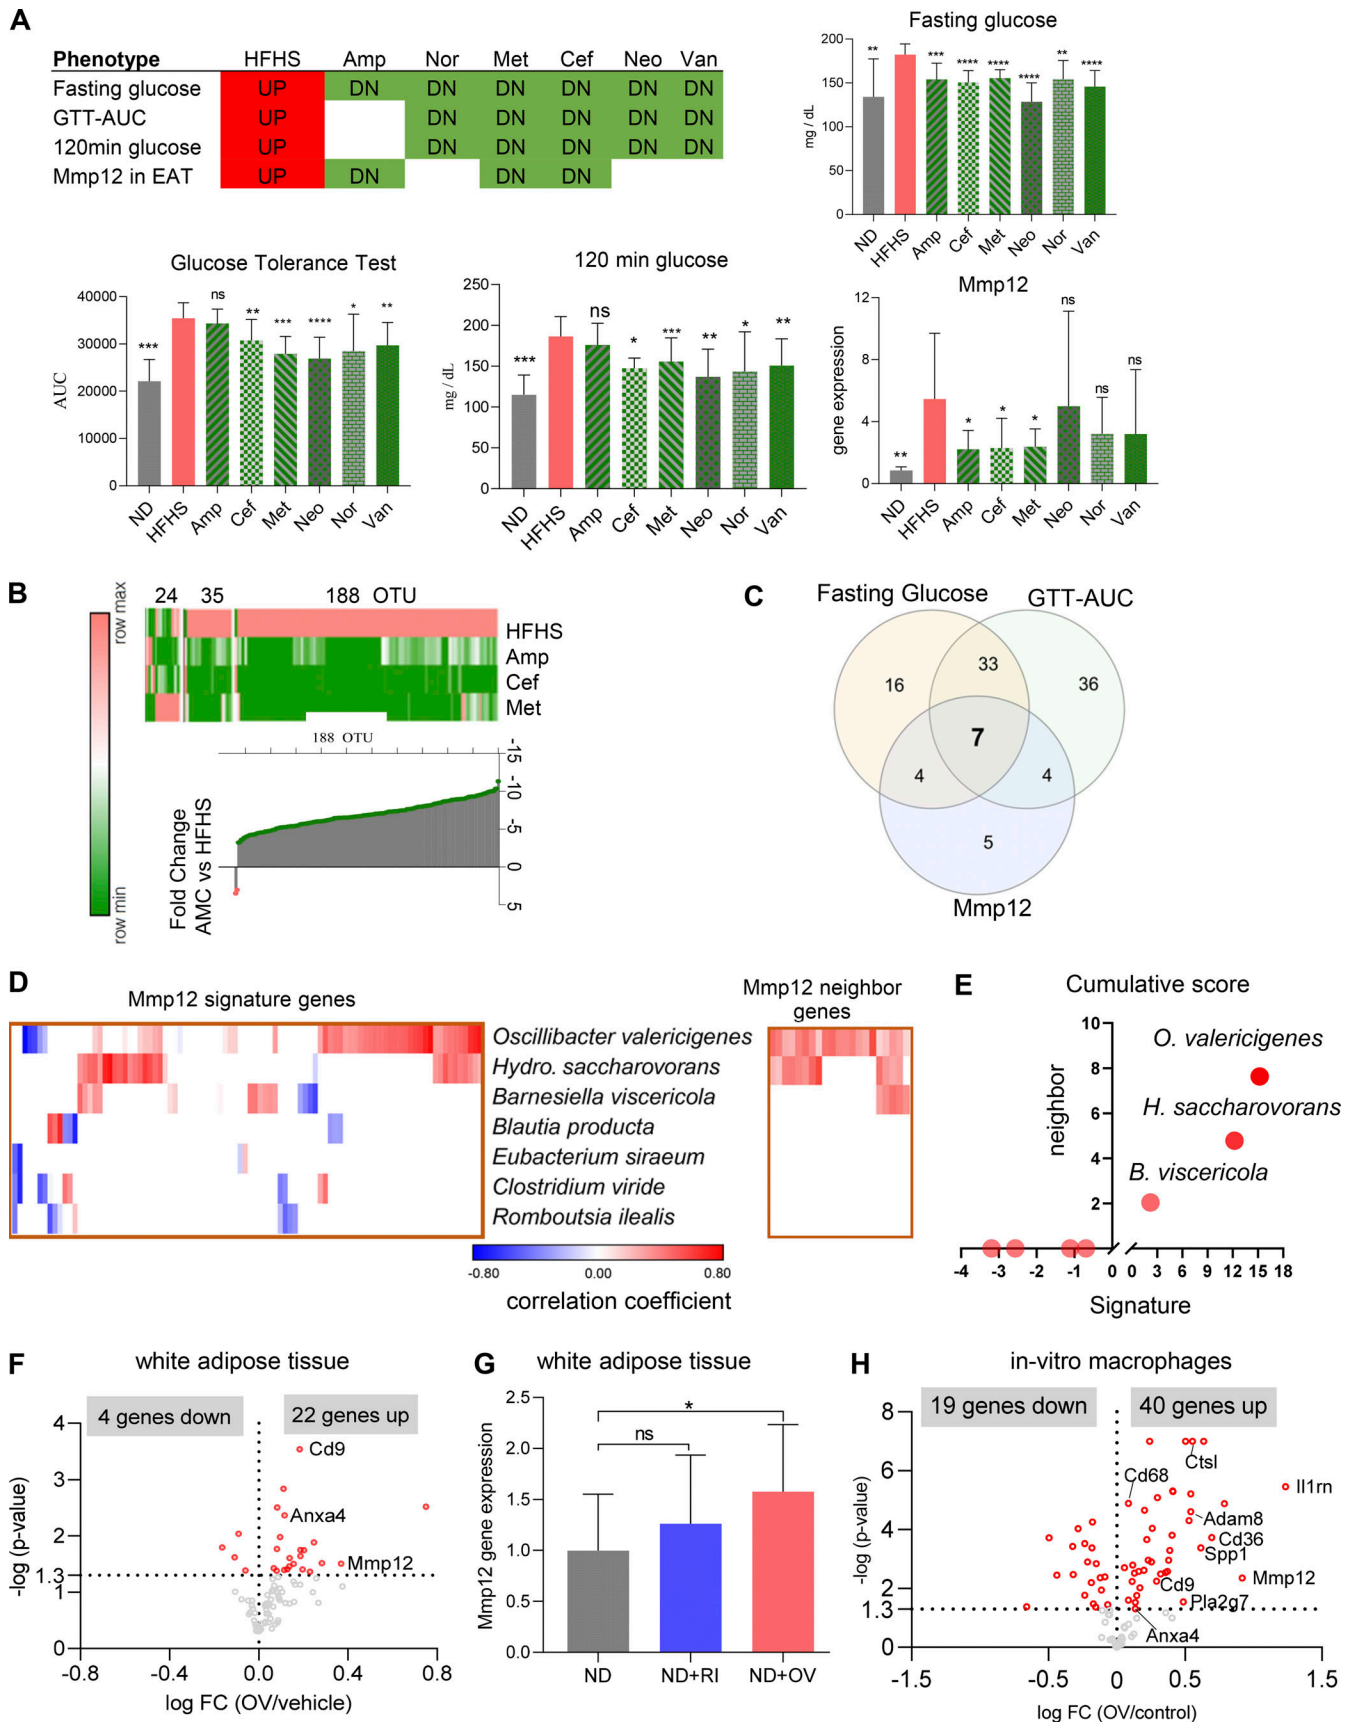 A
Phenotype HFHS Amp Nor Met Cef Neo Van
Fasting glucose UP DN DN DN DN DN DN
GTT-AUC UP DN DN DN DN DN
120min glucose UP DN DN DN DN DN
Mmp12 in EAT UP DN DN DN
Fasting glucose
200
150
100
50
0
mg / dL
** *** **** **** **** ** ****
ND HFHS Amp Cef Met Neo Nor Van
Glucose Tolerance Test
40000
30000
20000
10000
0
AUC
*** ns ** *** **** * **
ND HFHS Amp Cef Met Neo Nor Van
120 min glucose
250
200
150
100
50
0
mg / dL
*** ns * *** ** * **
ND HFHS Amp Cef Met Neo Nor Van
Mmp12
12
8
4
0
gene expression
** * * * ns ns ns
ND HFHS Amp Cef Met Neo Nor Van
B
row max
row min
24 35 188 OTU
HFHS
Amp
Cef
Met
188 OTU
-15
-10
-5
0
5
Fold Change
AMC vs HFHS
C
Fasting Glucose
GTT-AUC
16 33 36
7
4 4
5
Mmp12
D
Mmp12 signature genes
Mmp12 neighbor
genes
Oscillibacter valericigenes
Hydro. saccharovorans
Barnesiella viscericola
Blautia producta
Eubacterium siraeum
Clostridium viride
Romboutsia ilealis
-0.80 0.00 0.80
correlation coefficient
E
Cumulative score
10
8
6
4
2
neighbor
O. valericigenes
H. saccharovorans
B. viscericola
-4 -3 -2 -1 0 0 3 6 9 12 15 18
Signature
F
white adipose tissue
4 genes down
22 genes up
4
3
2
1.3
1
0
-log (p-value)
Cd9
Anxa4
Mmp12
-0.8 -0.4 0.0 0.4 0.8
log FC (OV/vehicle)
G
white adipose tissue
2.5
2.0
1.5
1.0
0.5
0.0
Mmp12 gene expression
*
ns
ND ND+RI ND+OV
H
in-vitro macrophages
19 genes down
40 genes up
8
6
4
2
1.3
0
-log (p-value)
Ctsl
Cd68
Il1rn
Adam8
Cd36
Spp1
Mmp12
Cd9
Pla2g7
Anxa4
-1.5 -0.5 0 0.5 1.5
log FC (OV/control)